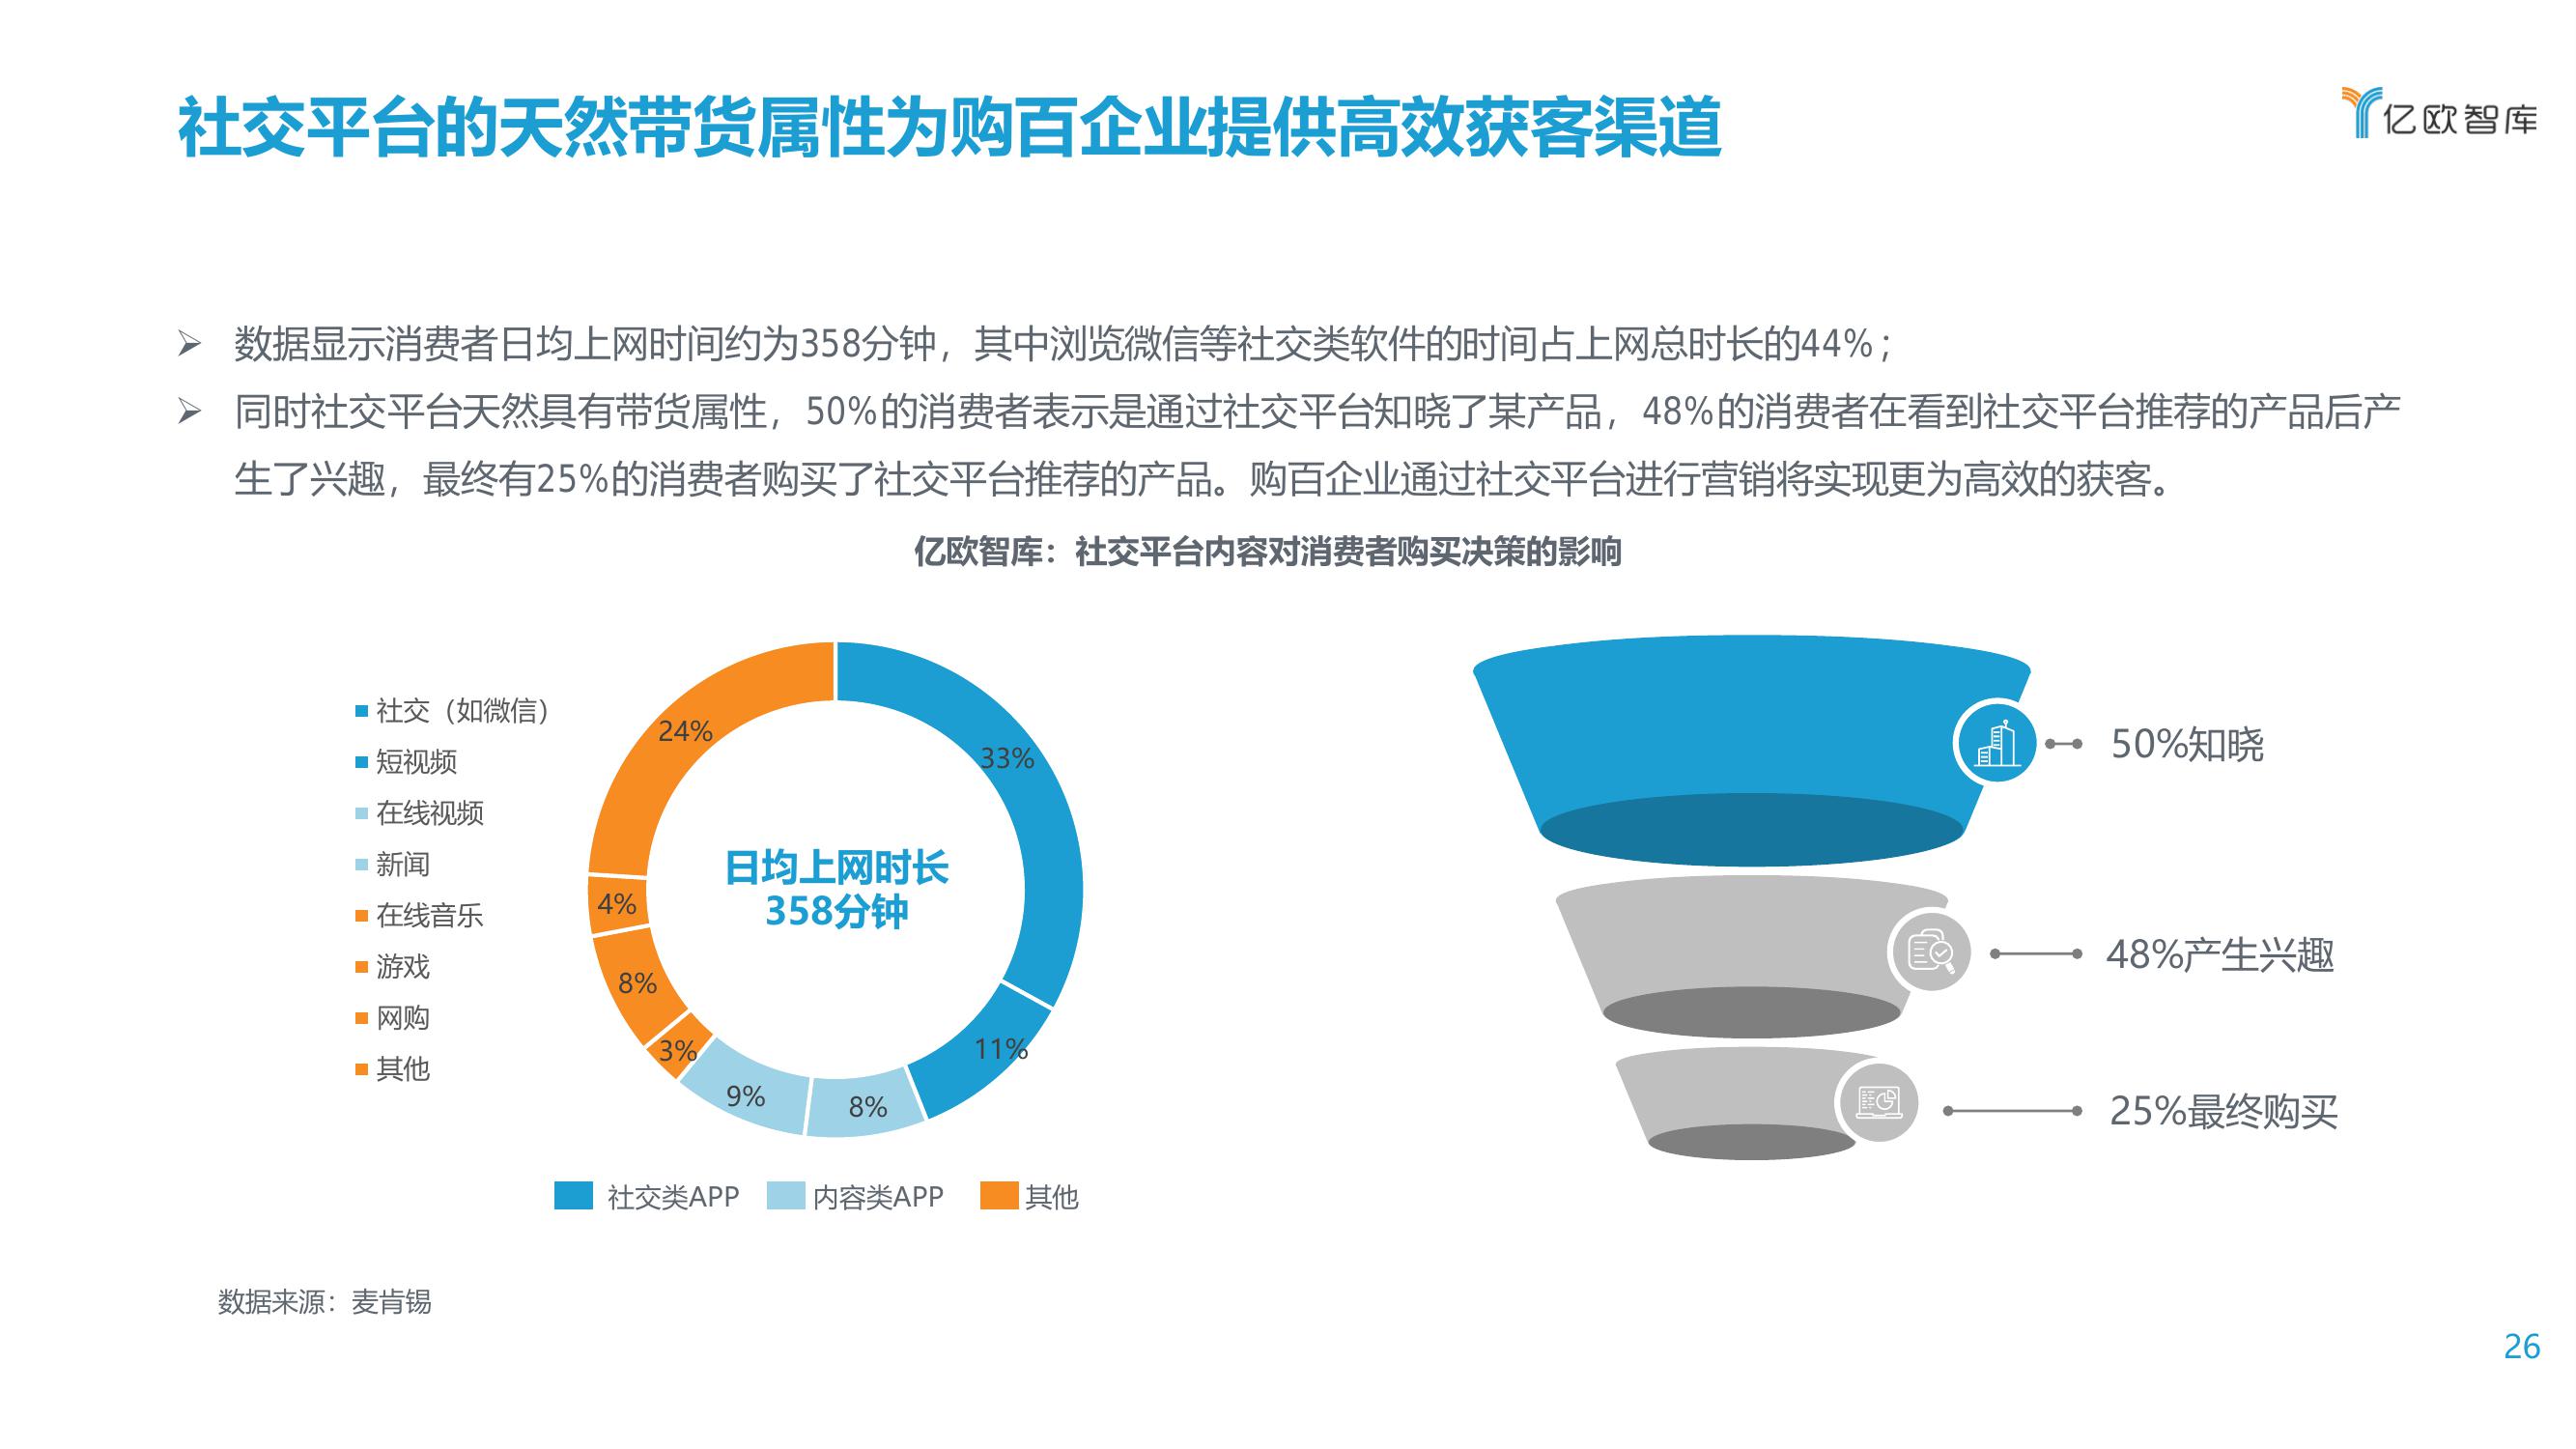 社交平台的天然带货属性为购百企业提供高效获客渠道
亿欧智库
数据显示消费者日均上网时间约为358分钟，其中浏览微信等社交类软件的时间占上网总时长的44%；
同时社交平台天然具有带货属性，50%的消费者表示是通过社交平台知晓了某产品，48%的消费者在看到社交平台推荐的产品后产
生了兴趣，最终有25%的消费者购买了社交平台推荐的产品。购百企业通过社交平台进行营销将实现更为高效的获客。
亿欧智库：社交平台内容对消费者购买决策的影响
社交（如微信）
短视频
在线视频
新闻
在线音乐
游戏
网购
其他
24%
33%
4%
8%
3%
9%
8%
11%
日均上网时长
358分钟
社交类APP
内容类APP
其他
50%知晓
48%产生兴趣
25%最终购买
数据来源：麦肯锡
26